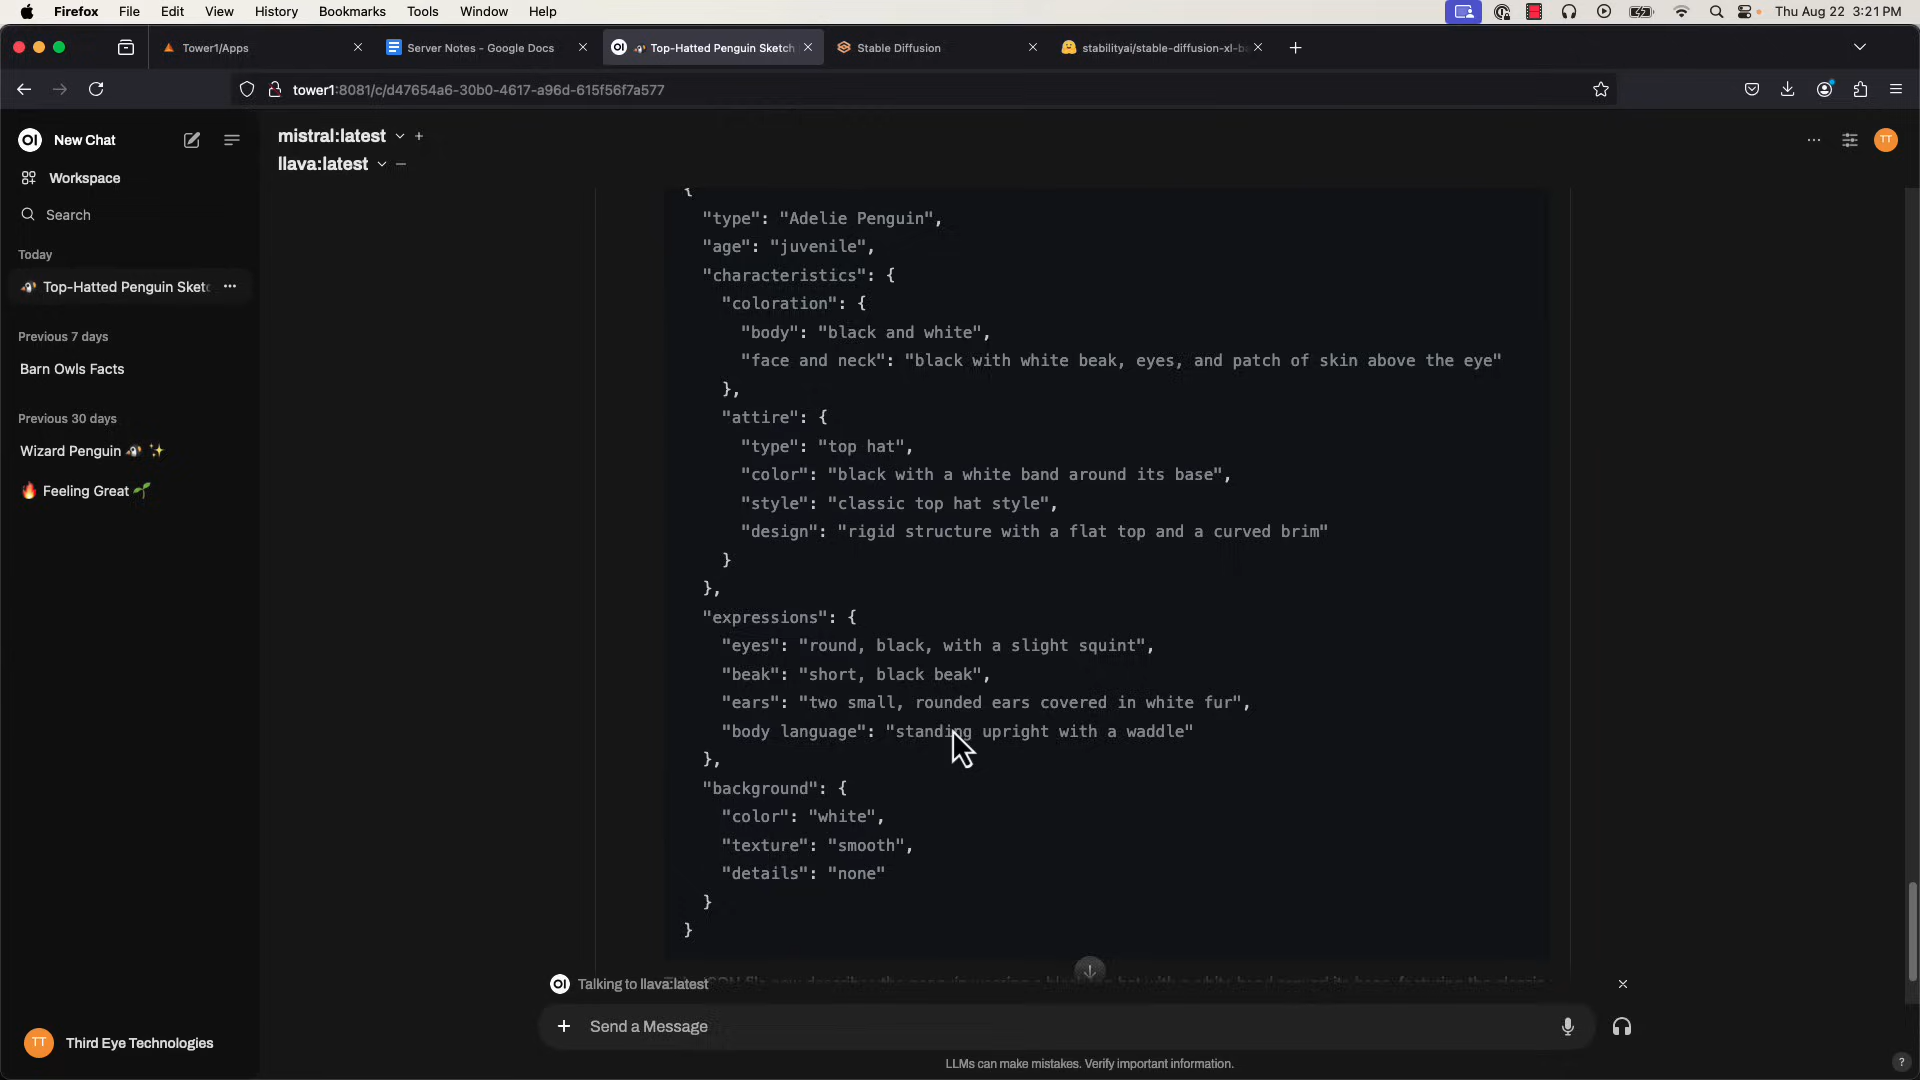 Firefox File Edit View History Bookmarks Tools Window Help Thu Aug 22 3:21 PM
Tower1/Apps Server Notes - Google Docs Top-Hatted Penguin Sketch Stable Diffusion stabilityai/stable-diffusion-xl-ba
tower1:8081/c/d47654a6-30b0-4617-a96d-615f56f7a577
OI New Chat
Workspace
Search
Today
Top-Hatted Penguin Sketc
Previous 7 days
Barn Owls Facts
Previous 30 days
Wizard Penguin
Feeling Great
Third Eye Technologies
TT
mistral:latest
llava:latest
TT
{
"type": "Adelie Penguin",
"age": "juvenile",
"characteristics": {
"coloration": {
"body": "black and white",
"face and neck": "black with white beak, eyes, and patch of skin above the eye"
},
"attire": {
"type": "top hat",
"color": "black with a white band around its base",
"style": "classic top hat style",
"design": "rigid structure with a flat top and a curved brim"
}
},
"expressions": {
"eyes": "round, black, with a slight squint",
"beak": "short, black beak",
"ears": "two small, rounded ears covered in white fur",
"body language": "standing upright with a waddle"
},
"background": {
"color": "white",
"texture": "smooth",
"details": "none"
}
}
OI Talking to llava:latest
Send a Message
LLMs can make mistakes. Verify important information.
?